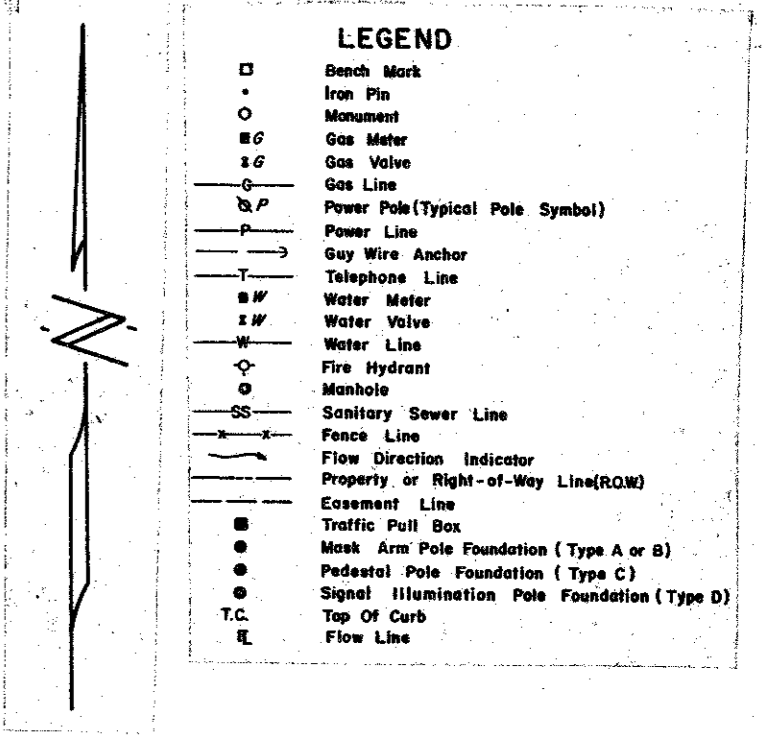 LEGEND
Bench Mark
Iron Pin
Monument
G Gas Meter
G Gas Valve
G Gas Line
P Power Pole (Typical Pole Symbol)
P Power Line
Guy Wire Anchor
T Telephone Line
W Water Meter
W Water Valve
W Water Line
Fire Hydrant
Manhole
SS Sanitary Sewer Line
x x Fence Line
Flow Direction Indicator
Property or Right-of-Way Line(R.O.W.)
Easement Line
Traffic Pull Box
Mask Arm Pole Foundation (Type A or B)
Pedestal Pole Foundation (Type C)
Signal Illumination Pole Foundation (Type D)
T.C. Top Of Curb
FL Flow Line